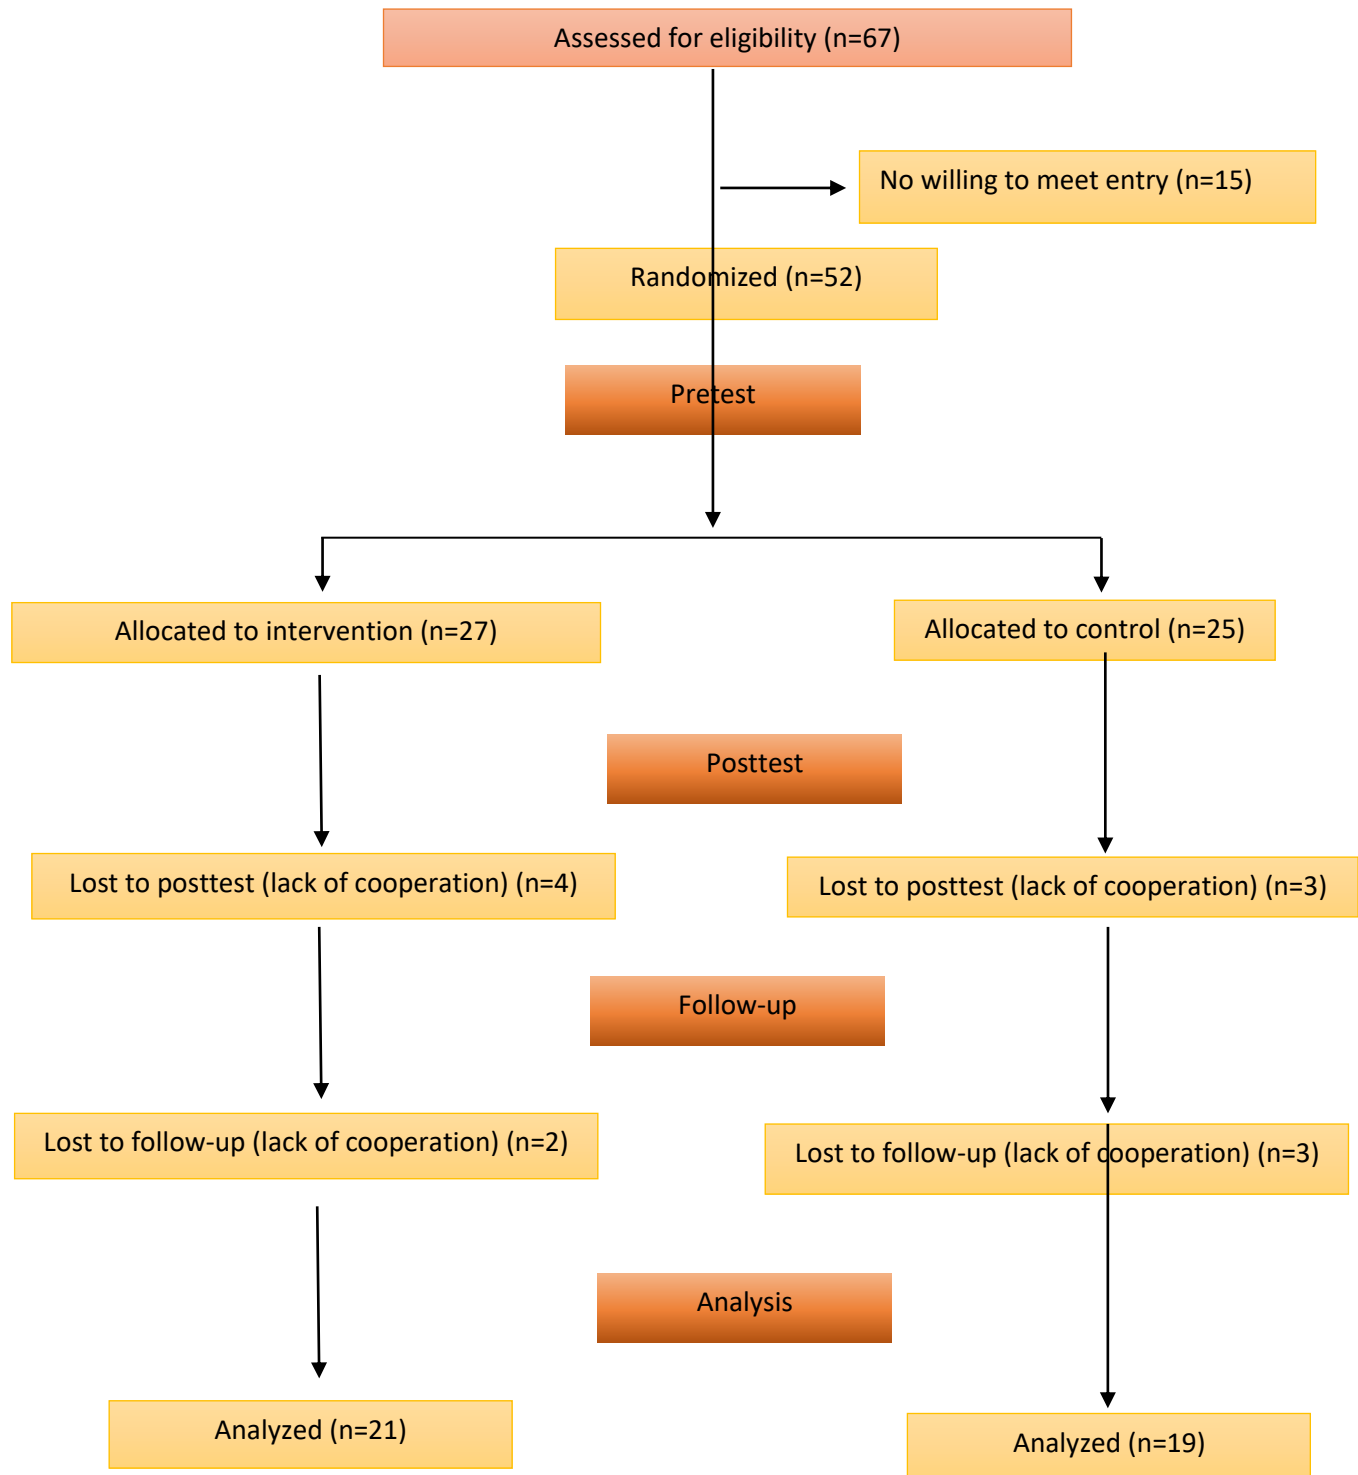 Assessed for eligibility (n=67)
No willing to meet entry (n=15)
Randomized (n=52)
Pretest
Allocated to intervention (n=27)
Allocated to control (n=25)
Posttest
Lost to posttest (lack of cooperation) (n=4)
Lost to posttest (lack of cooperation) (n=3)
Follow-up
Lost to follow-up (lack of cooperation) (n=2)
Lost to follow-up (lack of cooperation) (n=3)
Analysis
Analyzed (n=21)
Analyzed (n=19)